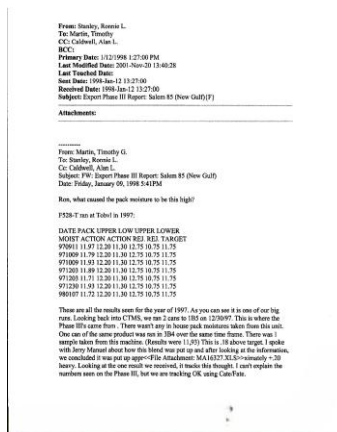 From: Stanley, Ronnie L.
To: Martin, Timothy
CC: Caldwell, Alan L.
BCC:
Primary Date: 1/12/1998 1:27:00 PM
Last Modified Date: 2001-Nov-20 13:40:28
Last Touched Date:
Sent Date: 1998-Jan-12 13:27:00
Received Date: 1998-Jan-12 13:27:00
Subject: Export Phase III Report: Salem 85 (New Gulf)(F)
Attachments:
----------
From: Martin, Timothy G.
To: Stanley, Ronnie L.
Cc: Caldwell, Alan L.
Subject: FW: Export Phase III Report: Salem 85 (New Gulf)
Date: Friday, January 09, 1998 5:41PM
Ron, what caused the pack moisture to be this high?
F528-T ran at Tobvl in 1997:
DATE PACK UPPER LOW UPPER LOWER
MOIST ACTION ACTION REJ. REJ. TARGET
970911 11.97 12.20 11.30 12.75 10.75 11.75
971009 11.79 12.20 11.30 12.75 10.75 11.75
971009 11.93 12.20 11.30 12.75 10.75 11.75
971203 11.89 12.20 11.30 12.75 10.75 11.75
971205 11.71 12.20 11.30 12.75 10.75 11.75
971230 11.93 12.20 11.30 12.75 10.75 11.75
980107 11.72 12.20 11.30 12.75 10.75 11.75
These are all the results seen for the year of 1997. As you can see it is one of our big
runs. Looking back into CTMS, we ran 2 cans to on 12/30/97. This is where the
Phase III's came from . There wasn't any in house pack moistures taken from this unit.
One can of the same product was ran in 3B4 over the same time frame. There was 1
sample taken from this machine. (Results were 11,93) This is .18 above target. I spoke
with Jerry Manuel about how this blend was put up and after looking at the information,
we concluded it was put up appr<<File Attachment: MA16327.XLS>>oximately +.20
heavy. Looking at the one result we received, it tracks this thought. I can't explain the
numbers seen on the Phase III, but we are tracking OK using Cato/Fate.